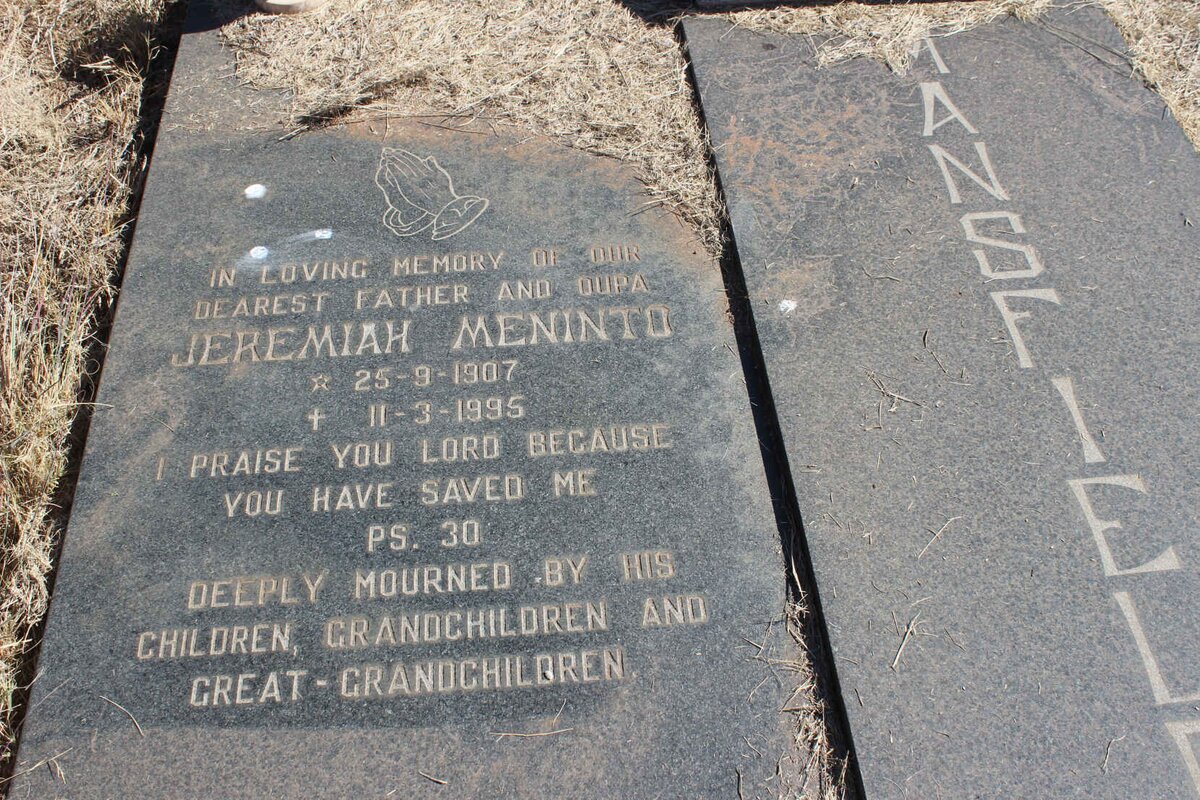 IN LOVING MEMORY OF OUR
DEAREST FATHER AND OUPA
JEREMIAH MENINTO
☆ 25-9-1907
✝ 11-3-1995
I PRAISE YOU LORD BECAUSE
YOU HAVE SAVED ME
PS. 30
DEEPLY MOURNED BY HIS
CHILDREN, GRANDCHILDREN AND
GREAT-GRANDCHILDREN.
MANSFIEL